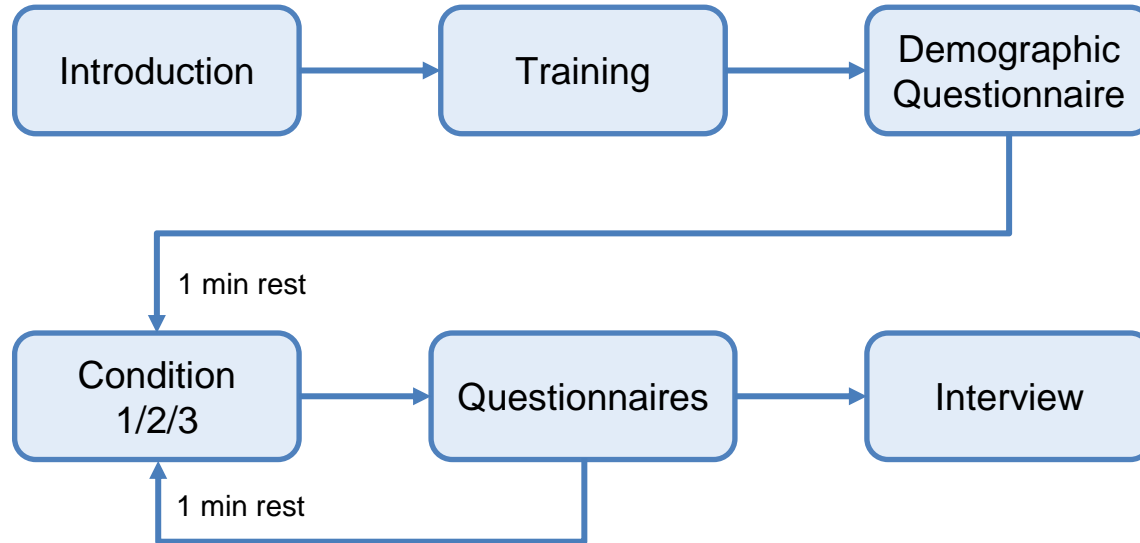 Introduction
Training
Demographic
Questionnaire
1 min rest
Condition
1/2/3
Questionnaires
Interview
1 min rest